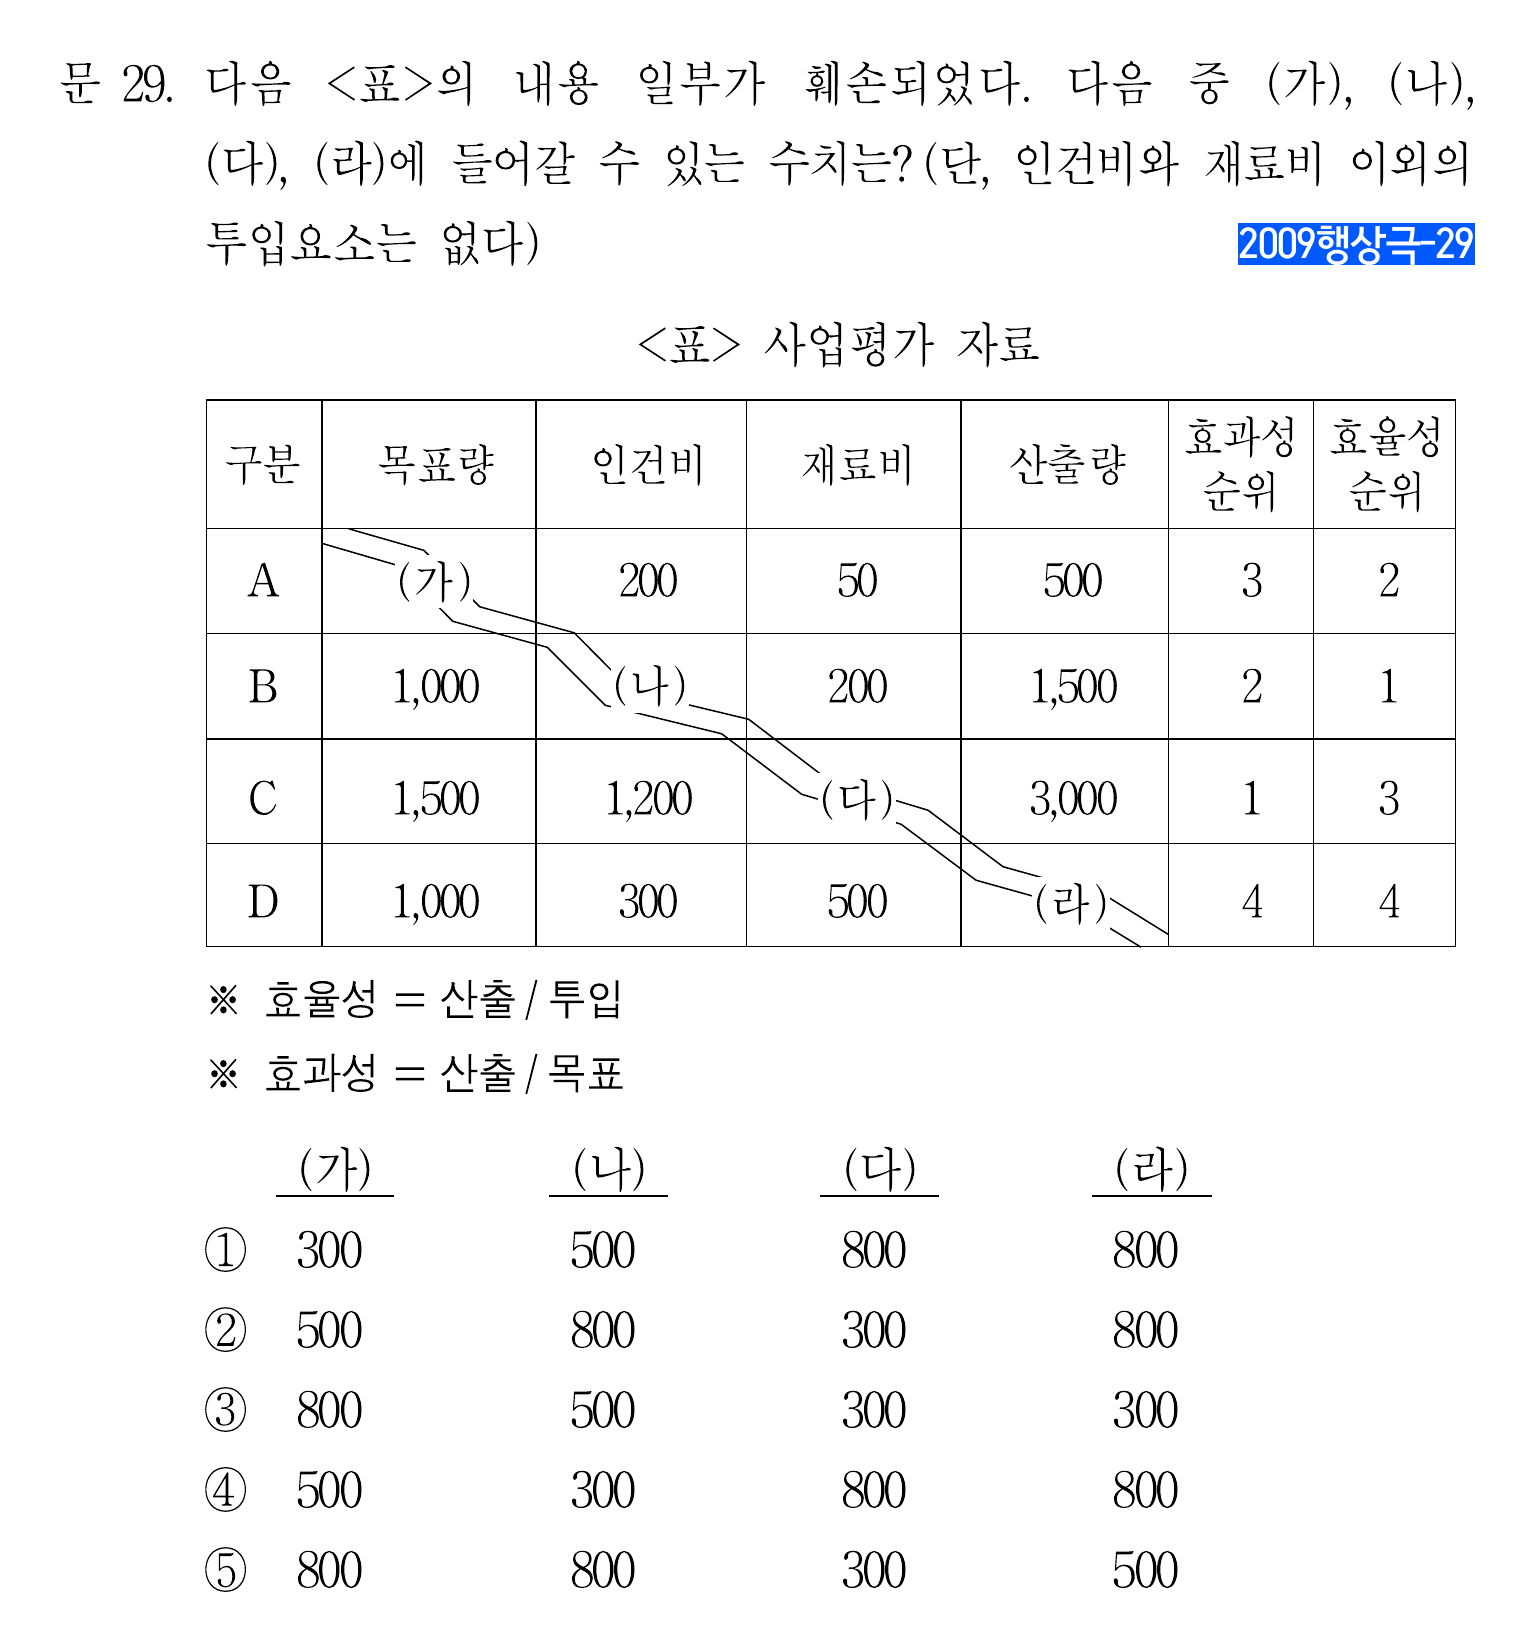 문 29. 다음 <표>의 내용 일부가 훼손되었다. 다음 중 (가), (나),
(다), (라)에 들어갈 수 있는 수치는? (단, 인건비와 재료비 이외의
투입요소는 없다)
2009행상극-29
<표> 사업평가 자료
구분 목표량 인건비 재료비 산출량 효과성 순위 효율성 순위
A (가) 200 50 500 3 2
B 1,000 (나) 200 1,500 2 1
C 1,500 1,200 (다) 3,000 1 3
D 1,000 300 500 (라) 4 4
※ 효율성 = 산출 / 투입
※ 효과성 = 산출 / 목표
(가) (나) (다) (라)
① 300 500 800 800
② 500 800 300 800
③ 800 500 300 300
④ 500 300 800 800
⑤ 800 800 300 500